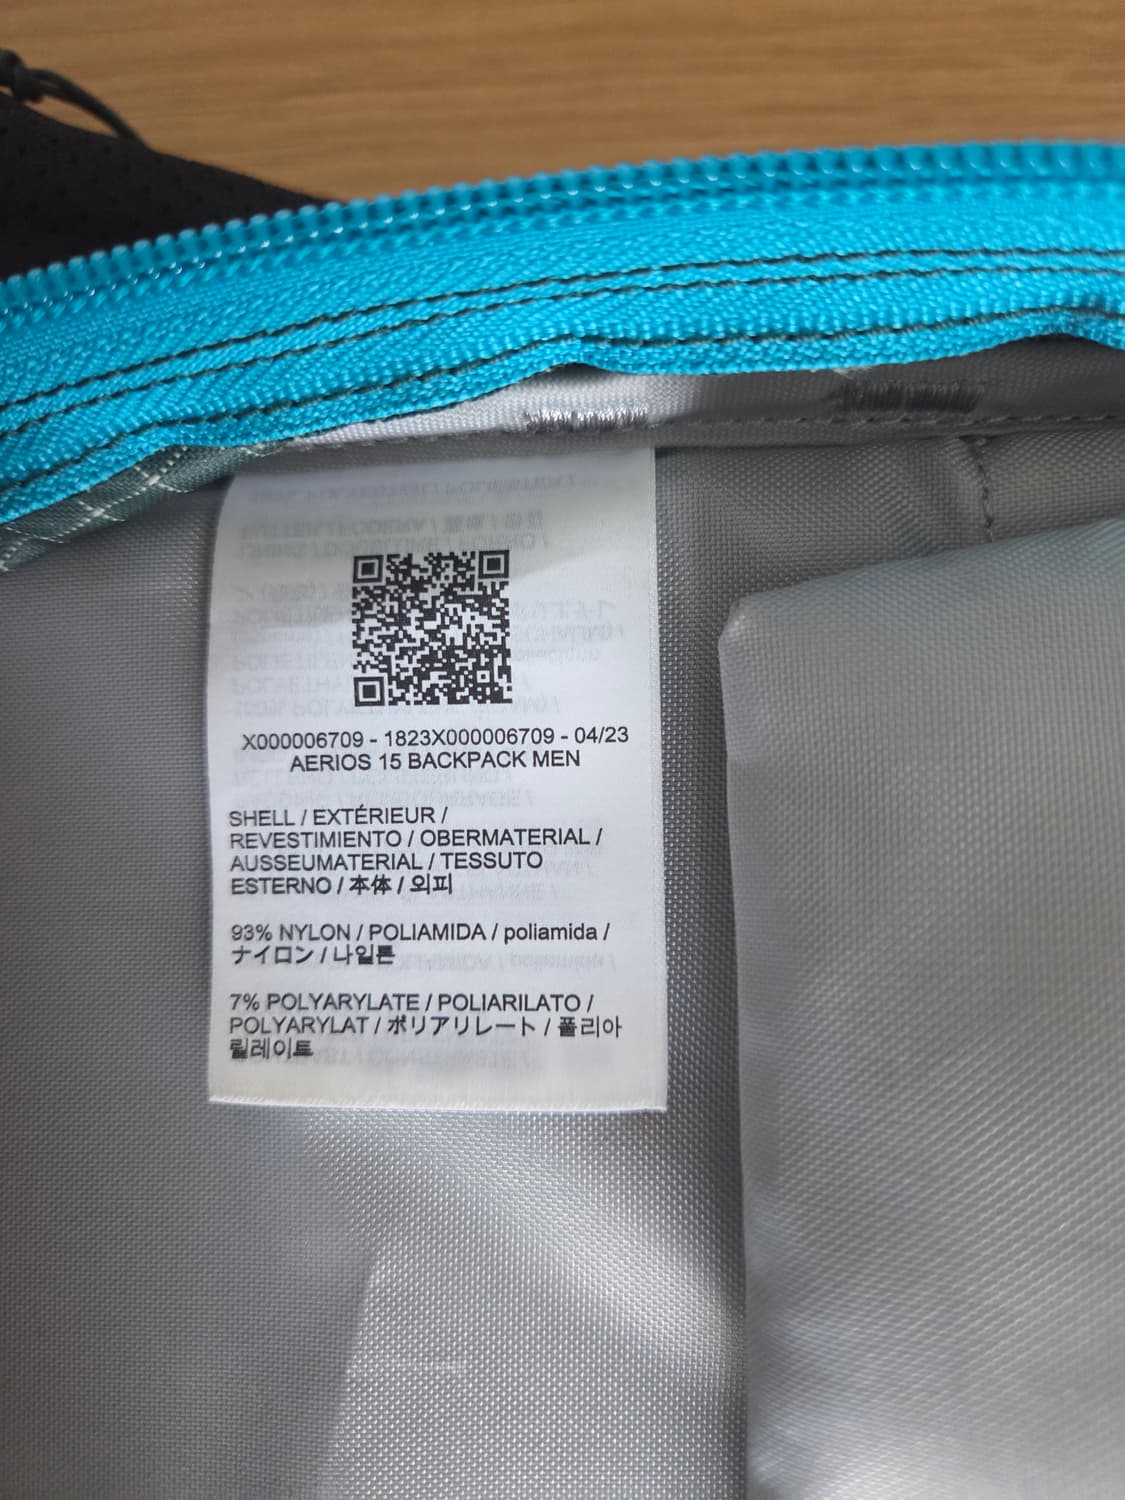 X000006709 - 1823X000006709 - 04/23
AERIOS 15 BACKPACK MEN
SHELL / EXTÉRIEUR /
REVESTIMIENTO / OBERMATERIAL /
AUSSEUMATERIAL / TESSUTO
ESTERNO / 本体 / 외피
93% NYLON / POLIAMIDA / poliamida /
ナイロン / 나일론
7% POLYARYLATE / POLIARILATO /
POLYARYLAT / ポリアリレート / 폴리아
릴레이트